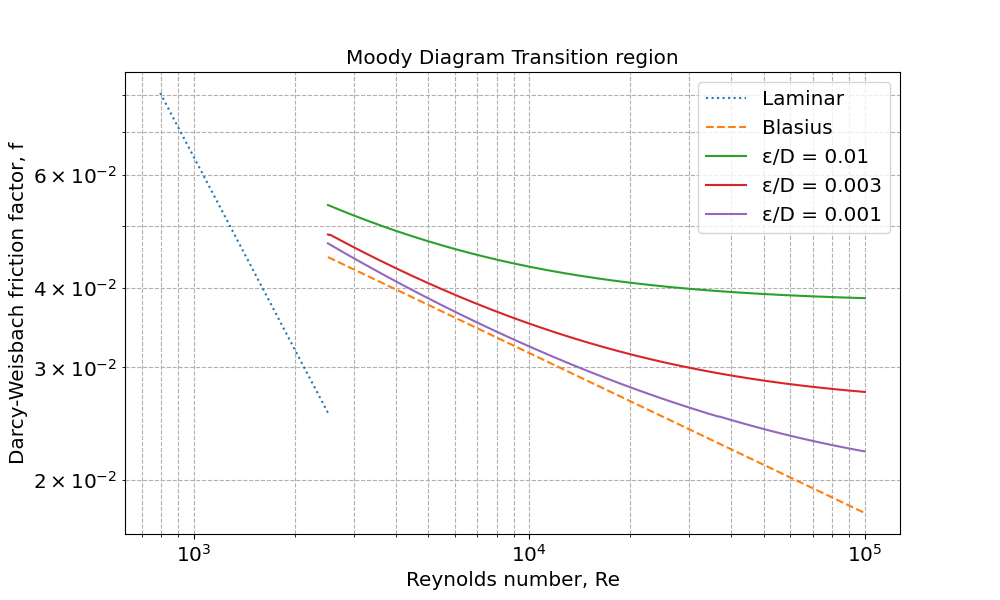 Moody Diagram Transition region
Darcy-Weisbach friction factor, f
6 × 10⁻²
4 × 10⁻²
3 × 10⁻²
2 × 10⁻²
Laminar
Blasius
ε/D = 0.01
ε/D = 0.003
ε/D = 0.001
10³
10⁴
10⁵
Reynolds number, Re